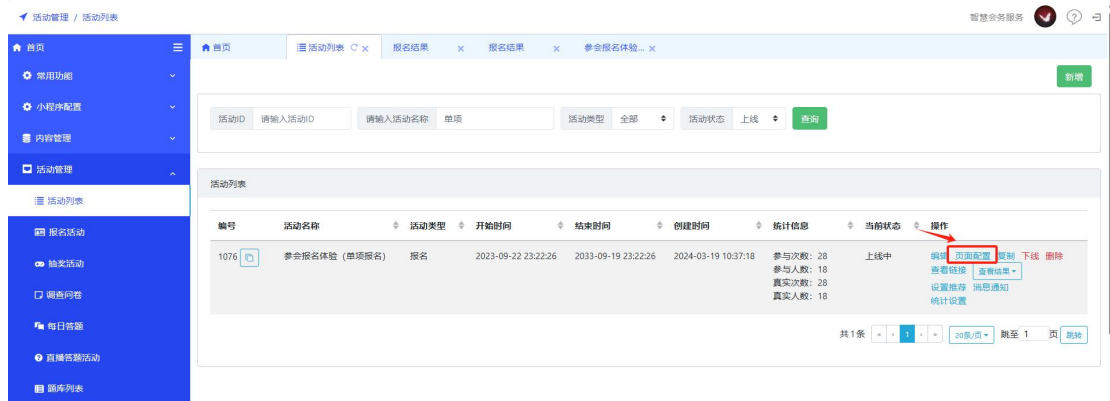 活动管理 / 活动列表
智慧会务服务
首页
首页
活动列表
报名结果
报名结果
参会报名体验...
常用功能
小程序配置
内容管理
活动管理
活动列表
报名活动
抽奖活动
调查问卷
每日答题
直播答题活动
题库列表
新增
活动ID 请输入活动ID 请输入活动名称 单项 活动类型 全部 活动状态 上线 查询
活动列表
编号 活动名称 活动类型 开始时间 结束时间 创建时间 统计信息 当前状态 操作
1076 参会报名体验（单项报名） 报名 2023-09-22 23:22:26 2033-09-19 23:22:26 2024-03-19 10:37:18 参与次数：28 上线中 编辑 页面配置 复制 下线 删除
参与人数：18 查看链接 查看结果
真实次数：28 设置推荐 消息通知
真实人数：18 统计设置
共1条 « ‹ 1 › » 20条/页 跳至 1 页 跳转